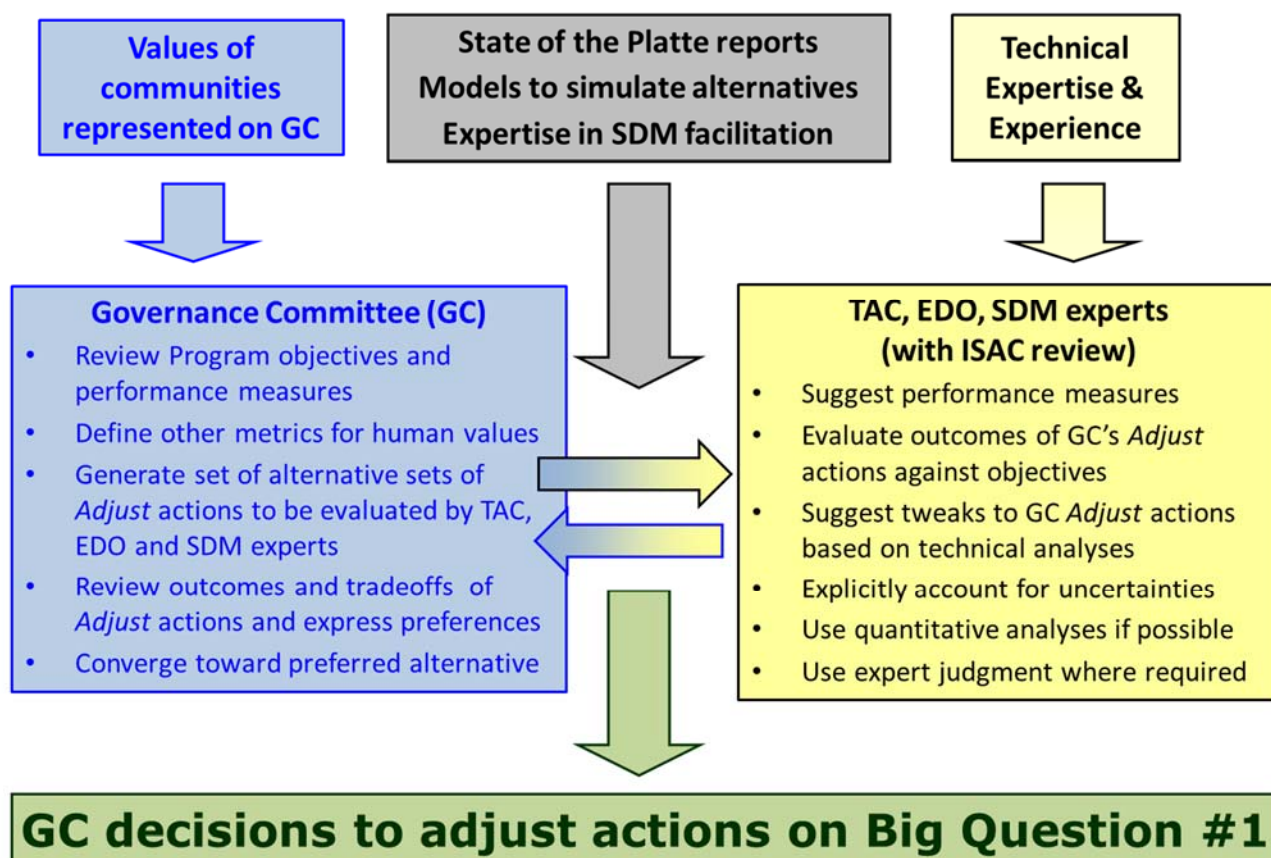 Values of
communities
represented on GC
State of the Platte reports
Models to simulate alternatives
Expertise in SDM facilitation
Technical
Expertise &
Experience
Governance Committee (GC)
• Review Program objectives and
performance measures
• Define other metrics for human values
• Generate set of alternative sets of
Adjust actions to be evaluated by TAC,
EDO and SDM experts
• Review outcomes and tradeoffs of
Adjust actions and express preferences
• Converge toward preferred alternative
TAC, EDO, SDM experts
(with ISAC review)
• Suggest performance measures
• Evaluate outcomes of GC's Adjust
actions against objectives
• Suggest tweaks to GC Adjust actions
based on technical analyses
• Explicitly account for uncertainties
• Use quantitative analyses if possible
• Use expert judgment where required
GC decisions to adjust actions on Big Question #1